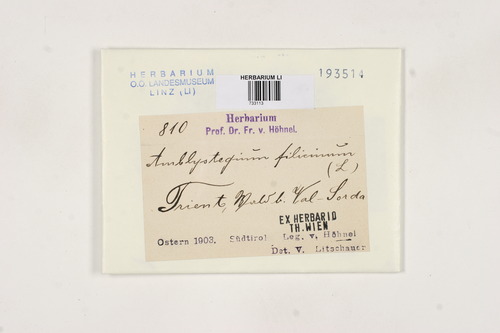 HERBARIUM
O.Ö. LANDESMUSEUM
LINZ (LI)
HERBARIUM LI
733113
193514
810
Herbarium
Prof. Dr. Fr. v. Höhnel.
Amblystegium filicinum
(L)
Trient, Wald b. Val-Sorda
EX HERBARIO
TH. WIEN
Ostern 1903. Südtirol Leg. v. Höhnel
Det. V. Litschauer